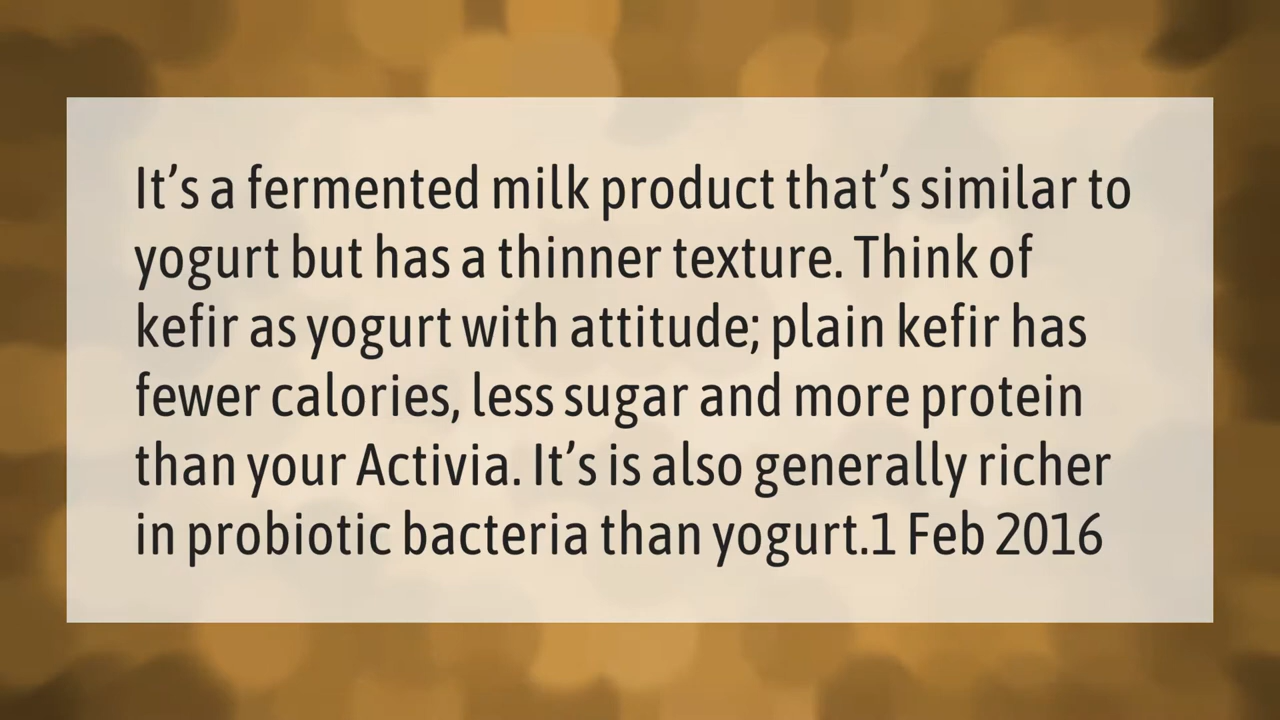 It’s a fermented milk product that’s similar to
yogurt but has a thinner texture. Think of
kefir as yogurt with attitude; plain kefir has
fewer calories, less sugar and more protein
than your Activia. It’s is also generally richer
in probiotic bacteria than yogurt.1 Feb 2016